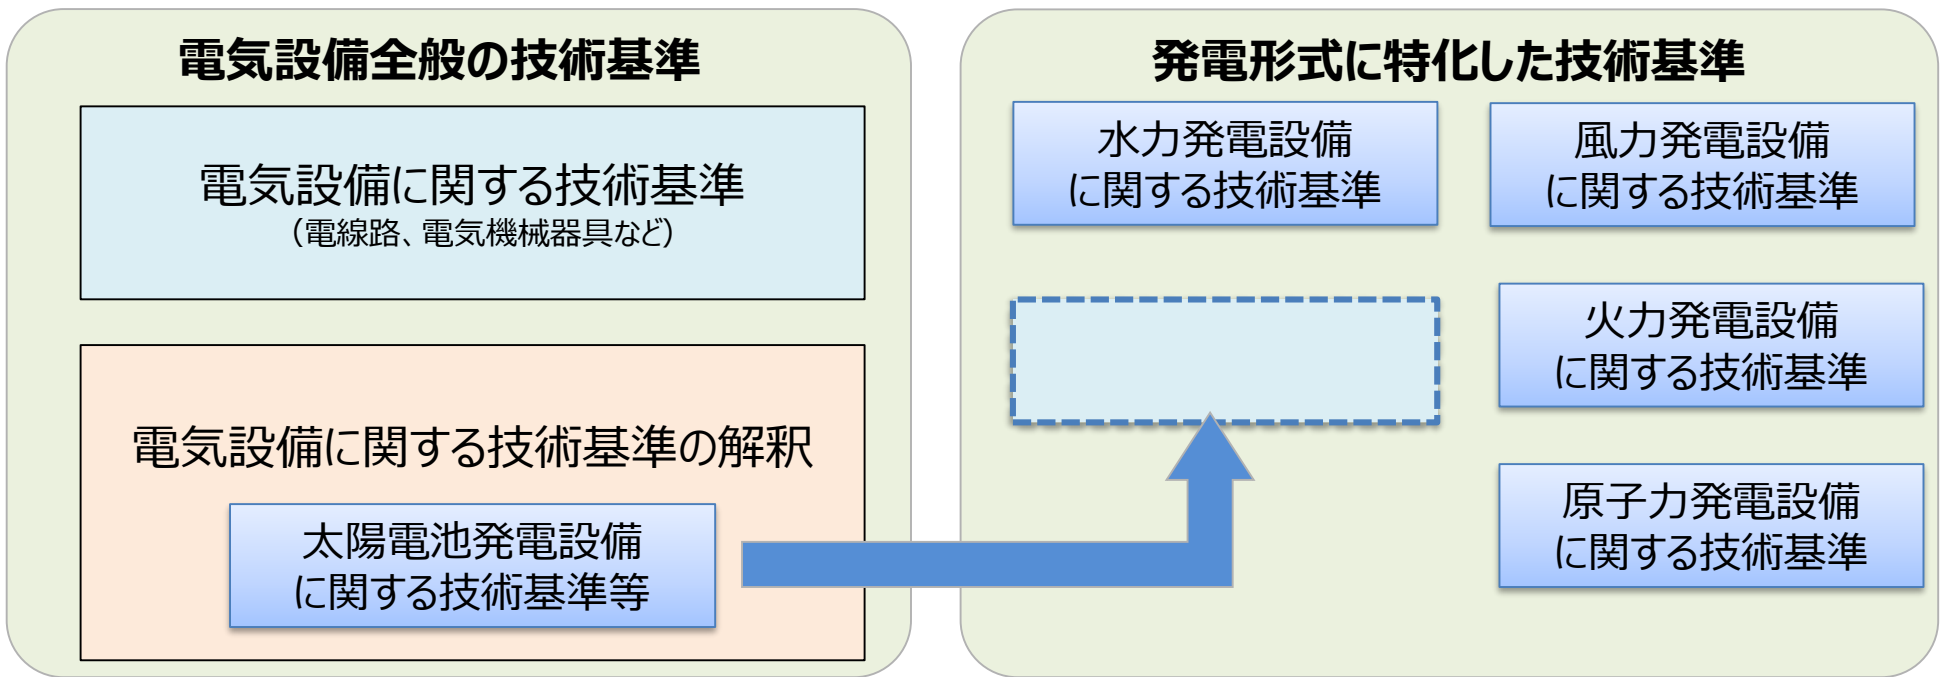 電気設備全般の技術基準
電気設備に関する技術基準
（電線路、電気機械器具など）
電気設備に関する技術基準の解釈
太陽電池発電設備
に関する技術基準等
発電形式に特化した技術基準
水力発電設備
に関する技術基準
風力発電設備
に関する技術基準
火力発電設備
に関する技術基準
原子力発電設備
に関する技術基準